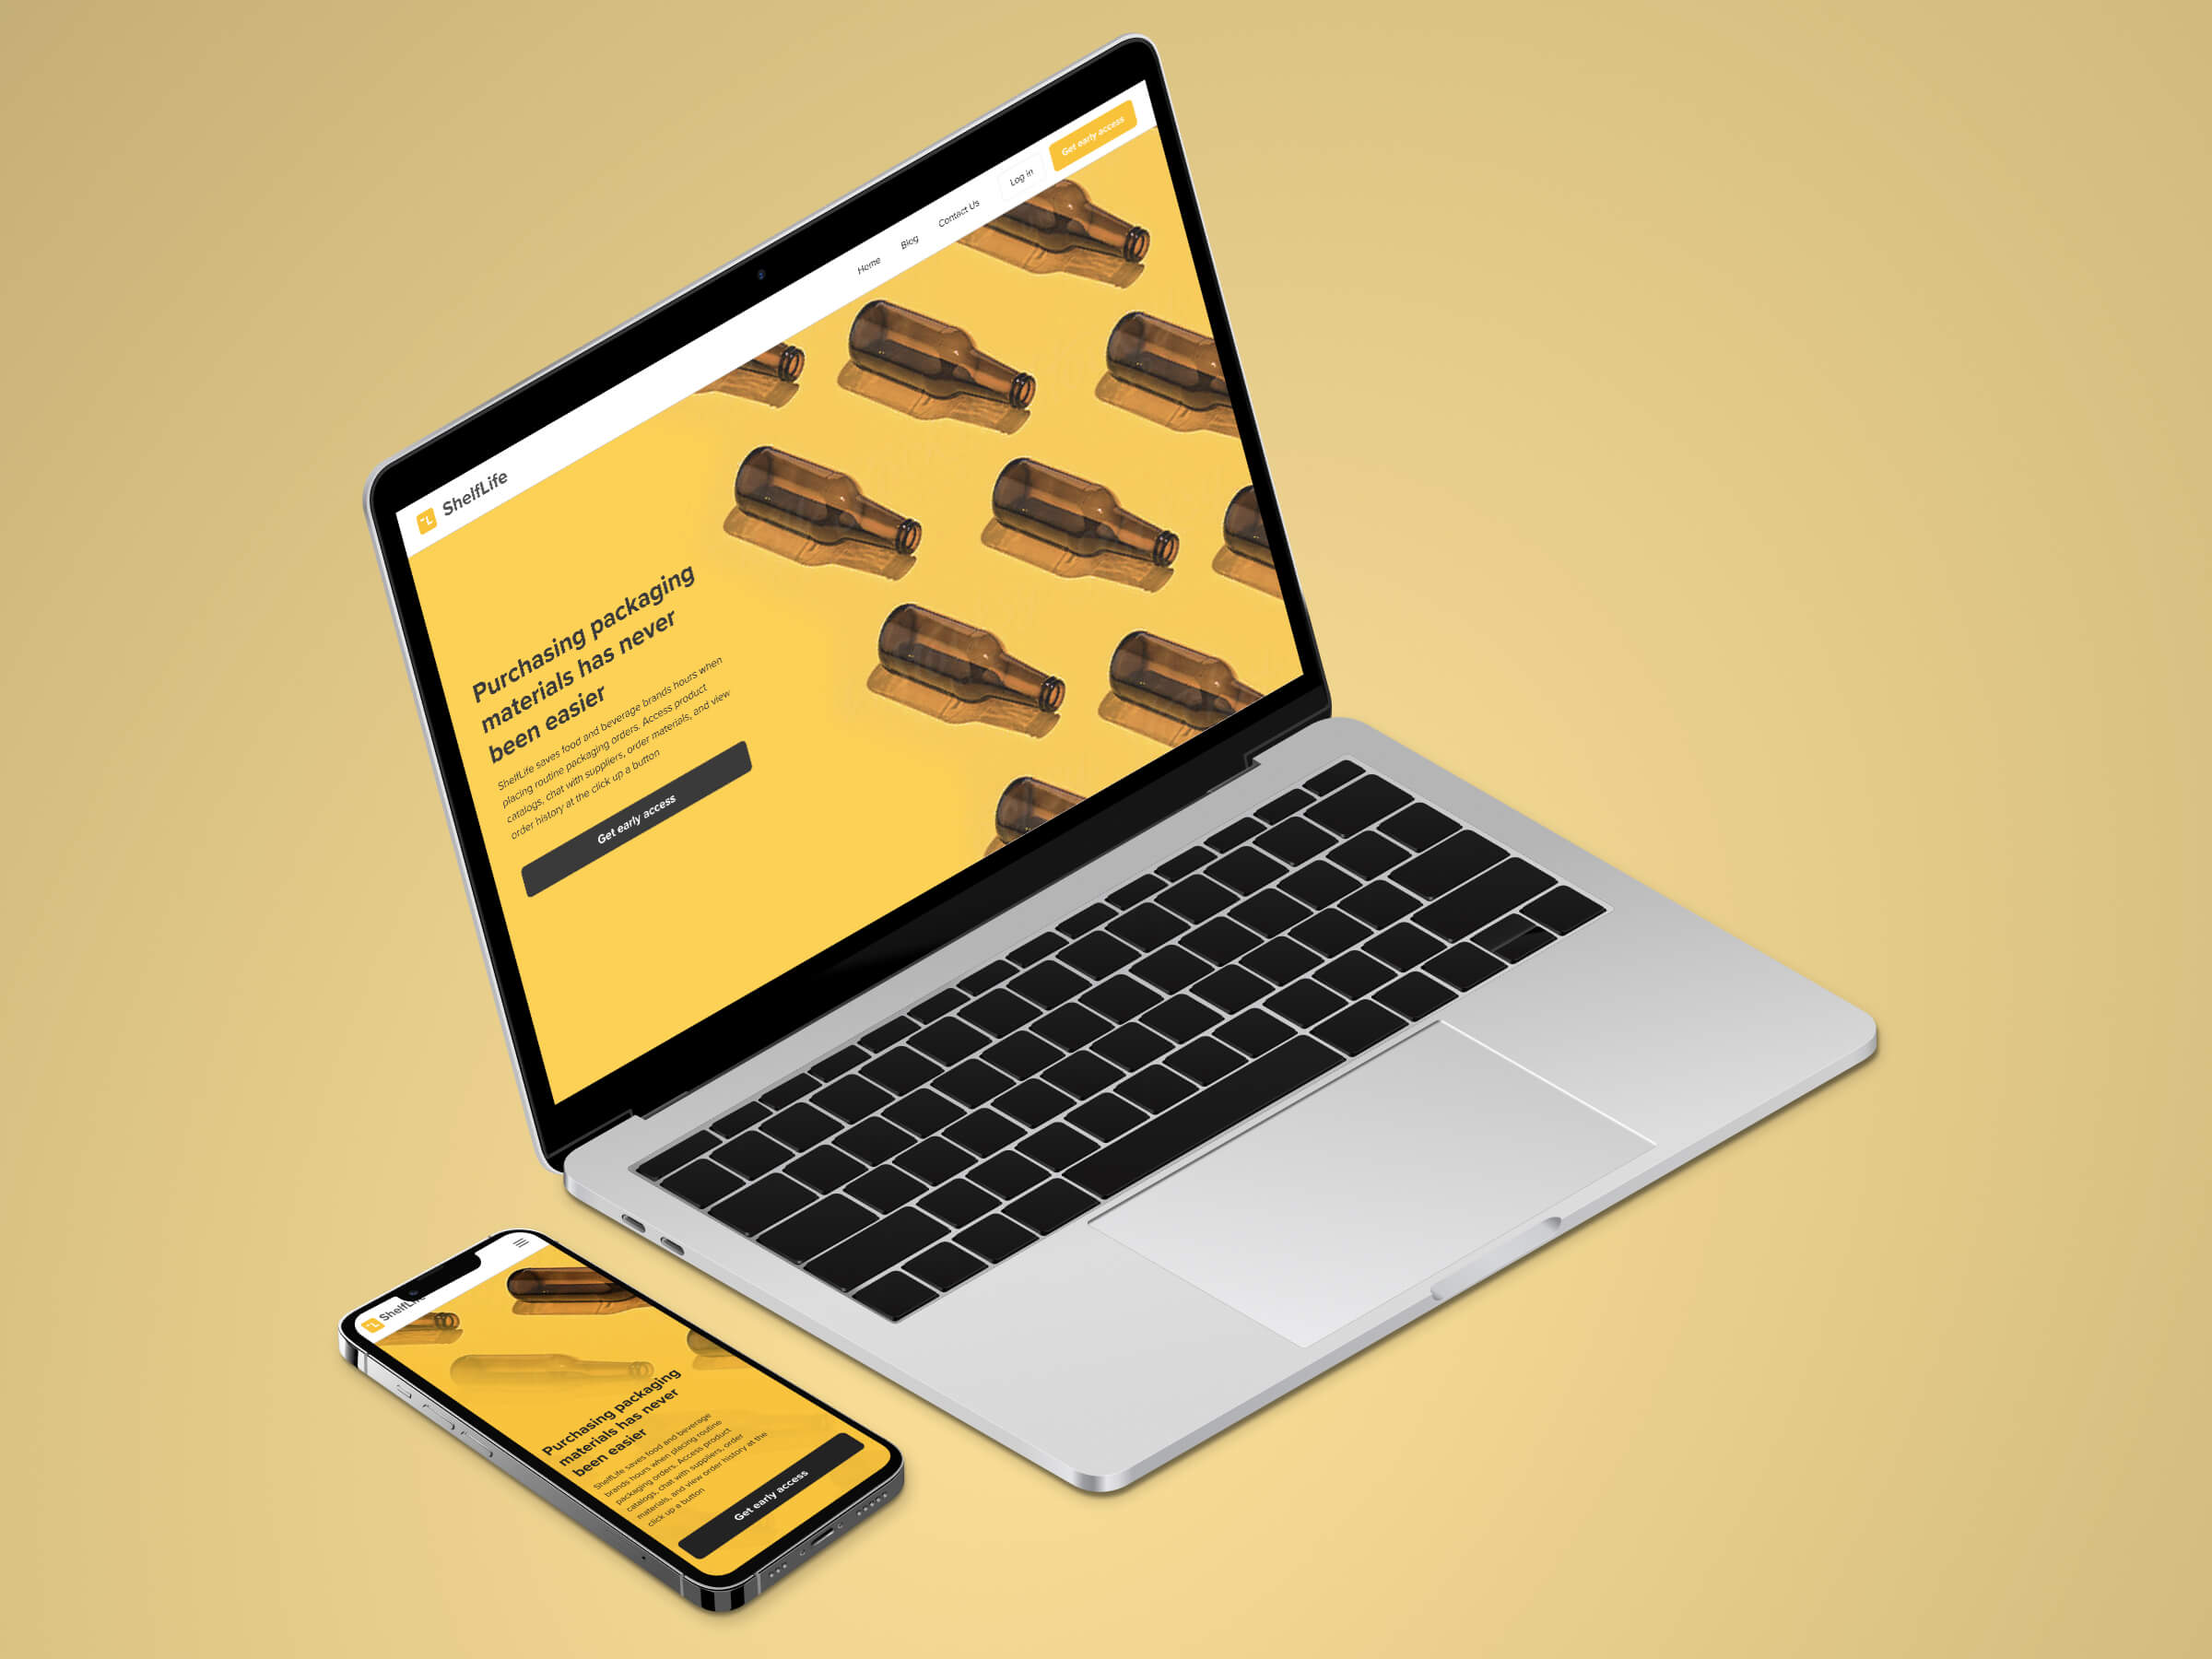 ShelfLife
Home
Blog
Contact Us
Log in
Get early access
Purchasing packaging
materials has never
been easier
ShelfLife saves food and beverage brands hours when
placing routine packaging orders. Access product
catalogs, chat with suppliers, order materials, and view
order history at the click up a button
Get early access
ShelfLife
Purchasing packaging
materials has never
been easier
ShelfLife saves food and beverage
brands hours when placing routine
packaging orders. Access product
catalogs, chat with suppliers, order
materials, and view order history at the
click up a button
Get early access